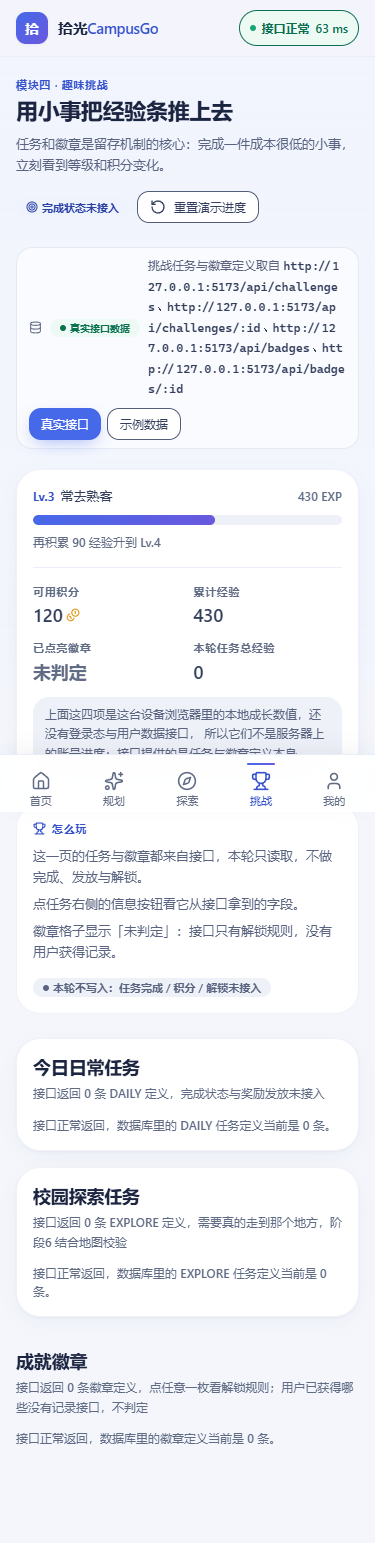 拾 拾光CampusGo 接口正常 63 ms
模块四 · 趣味挑战
用小事把经验条推上去
任务和徽章是留存机制的核心：完成一件成本很低的小事，
立刻看到等级和积分变化。
完成状态未接入 重置演示进度
挑战任务与徽章定义取自 http://1
27.0.0.1:5173/api/challenge
s、http://127.0.0.1:5173/ap
i/challenges/:id、http://12
7.0.0.1:5173/api/badges、htt
p://127.0.0.1:5173/api/badge
s/:id
真实接口数据
真实接口 示例数据
Lv.3 常去熟客 430 EXP
再积累 90 经验升到 Lv.4
可用积分 累计经验
120 430
已点亮徽章 本轮任务总经验
未判定 0
上面这四项是这台设备浏览器里的本地成长数值，还
没有登录态与用户数据接口， 所以它们不是服务器上
首页 规划 探索 挑战 我的
怎么玩
这一页的任务与徽章都来自接口，本轮只读取，不做
完成、发放与解锁。
点任务右侧的信息按钮看它从接口拿到的字段。
徽章格子显示「未判定」：接口只有解锁规则，没有
用户获得记录。
本轮不写入：任务完成 / 积分 / 解锁未接入
今日日常任务
接口返回 0 条 DAILY 定义，完成状态与奖励发放未接入
接口正常返回，数据库里的 DAILY 任务定义当前是 0 条。
校园探索任务
接口返回 0 条 EXPLORE 定义，需要真的走到那个地方，阶
段6 结合地图校验
接口正常返回，数据库里的 EXPLORE 任务定义当前是 0
条。
成就徽章
接口返回 0 条徽章定义，点任意一枚看解锁规则；用户已获得哪
些没有记录接口，不判定
接口正常返回，数据库里的徽章定义当前是 0 条。